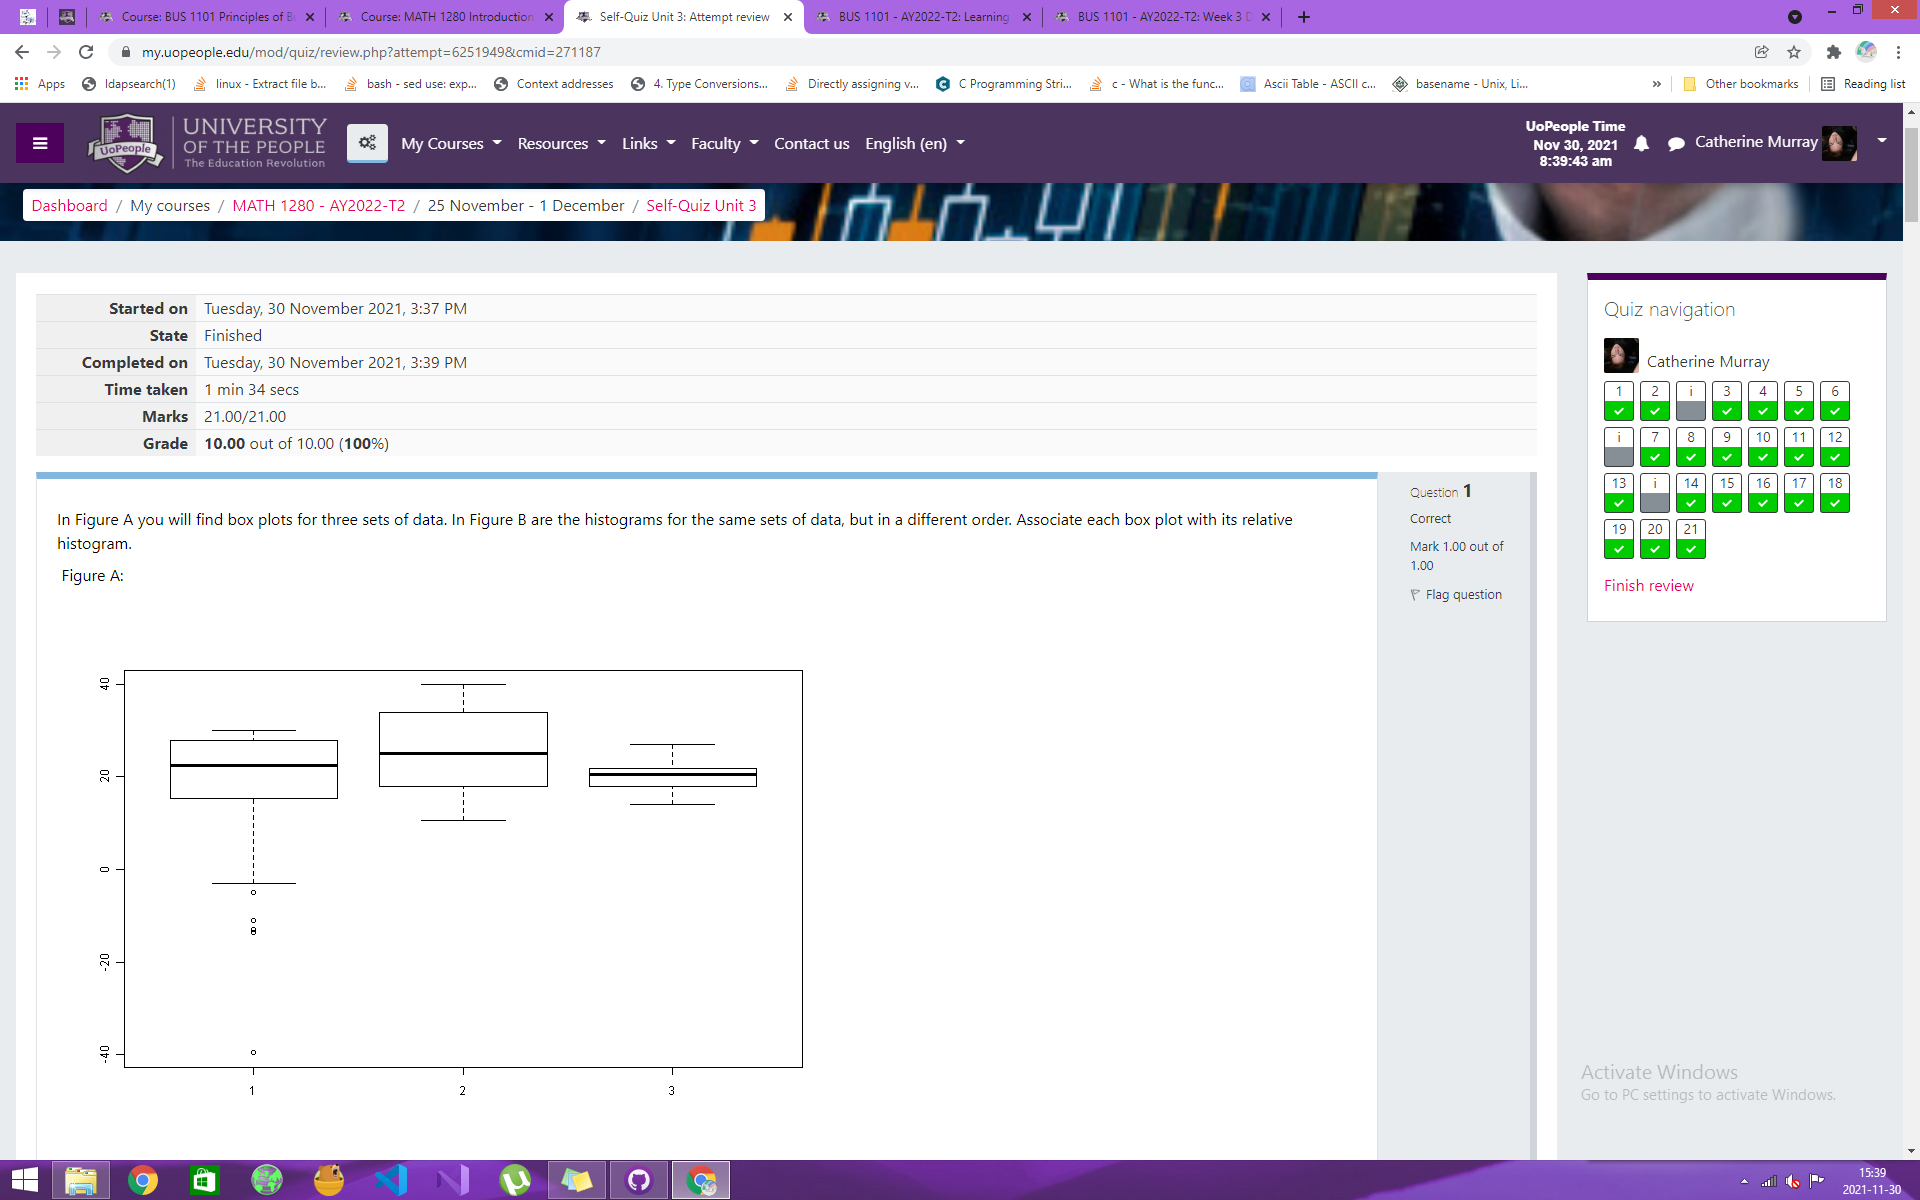 Course: BUS 1101 Principles of B
Course: MATH 1280 Introduction
Self-Quiz Unit 3: Attempt review
BUS 1101 - AY2022-T2: Learning
BUS 1101 - AY2022-T2: Week 3 D
my.uopeople.edu/mod/quiz/review.php?attempt=6251949&cmid=271187
Apps
ldapsearch(1)
linux - Extract file b...
bash - sed use: exp...
Context addresses
4. Type Conversions...
Directly assigning v...
C Programming Stri...
c - What is the func...
Ascii Table - ASCII c...
basename - Unix, Li...
»
Other bookmarks
Reading list
UoPeople
UNIVERSITY
OF THE PEOPLE
The Education Revolution
My Courses
Resources
Links
Faculty
Contact us
English (en)
UoPeople Time
Nov 30, 2021
8:39:43 am
Catherine Murray
Dashboard / My courses / MATH 1280 - AY2022-T2 / 25 November - 1 December / Self-Quiz Unit 3
Started on Tuesday, 30 November 2021, 3:37 PM
State Finished
Completed on Tuesday, 30 November 2021, 3:39 PM
Time taken 1 min 34 secs
Marks 21.00/21.00
Grade 10.00 out of 10.00 (100%)
In Figure A you will find box plots for three sets of data. In Figure B are the histograms for the same sets of data, but in a different order. Associate each box plot with its relative
histogram.
Figure A:
40
20
0
-20
-40
1 2 3
Question 1
Correct
Mark 1.00 out of
1.00
Flag question
Quiz navigation
Catherine Murray
1 2 i 3 4 5 6
i 7 8 9 10 11 12
13 i 14 15 16 17 18
19 20 21
Finish review
Activate Windows
Go to PC settings to activate Windows.
15:39
2021-11-30